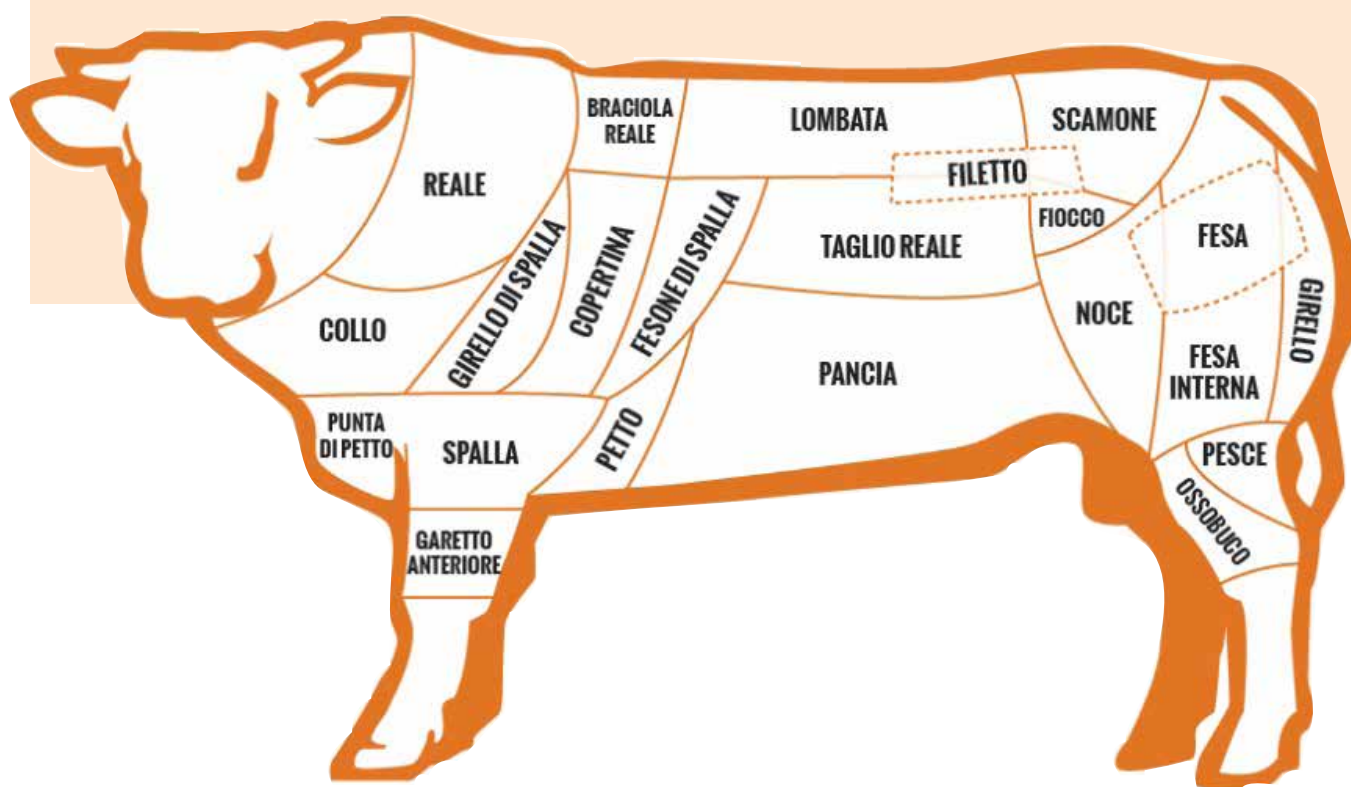 BRACIOLA
REALE
LOMBATA
SCAMONE
REALE
FILETTO
FIOCCO
FESA
GIRELLO DI SPALLA
COPERTINA
FESONE DI SPALLA
TAGLIO REALE
COLLO
NOCE
GIRELLO
PANCIA
FESA
INTERNA
PUNTA
DI PETTO
SPALLA
PETTO
PESCE
OSSOBUCO
GARETTO
ANTERIORE